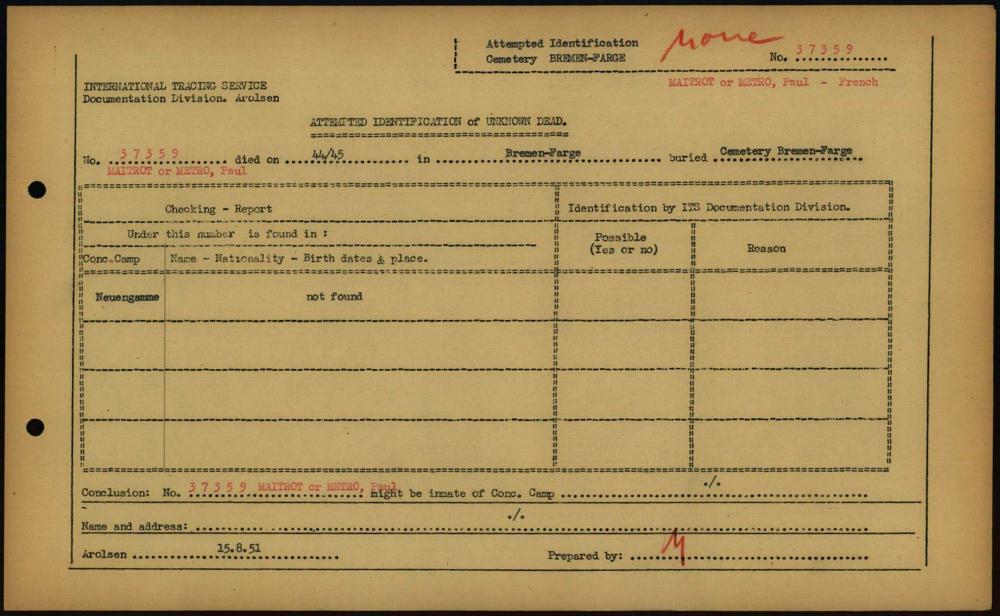 Attempted Identification
Cemetery BREMEN-FARGE
None
No. 37359
MAITROT or METRO, Paul - French
INTERNATIONAL TRACING SERVICE
Documentation Division. Arolsen
ATTEMPTED IDENTIFICATION of UNKNOWN DEAD.
No. 37359 died on 44/45 in Bremen-Farge buried Cemetery Bremen-Farge
MAITROT or METRO, Paul
Checking - Report
Identification by ITS Documentation Division.
Under this number is found in :
Possible
(Yes or no)
Reason
Conc.Camp
Name - Nationality - Birth dates & place.
Neuengamme
not found
Conclusion: No. 37359 MAITROT or METRO, Paul might be inmate of Conc. Camp ./.
Name and address: ./.
Arolsen 15.8.51
Prepared by: M